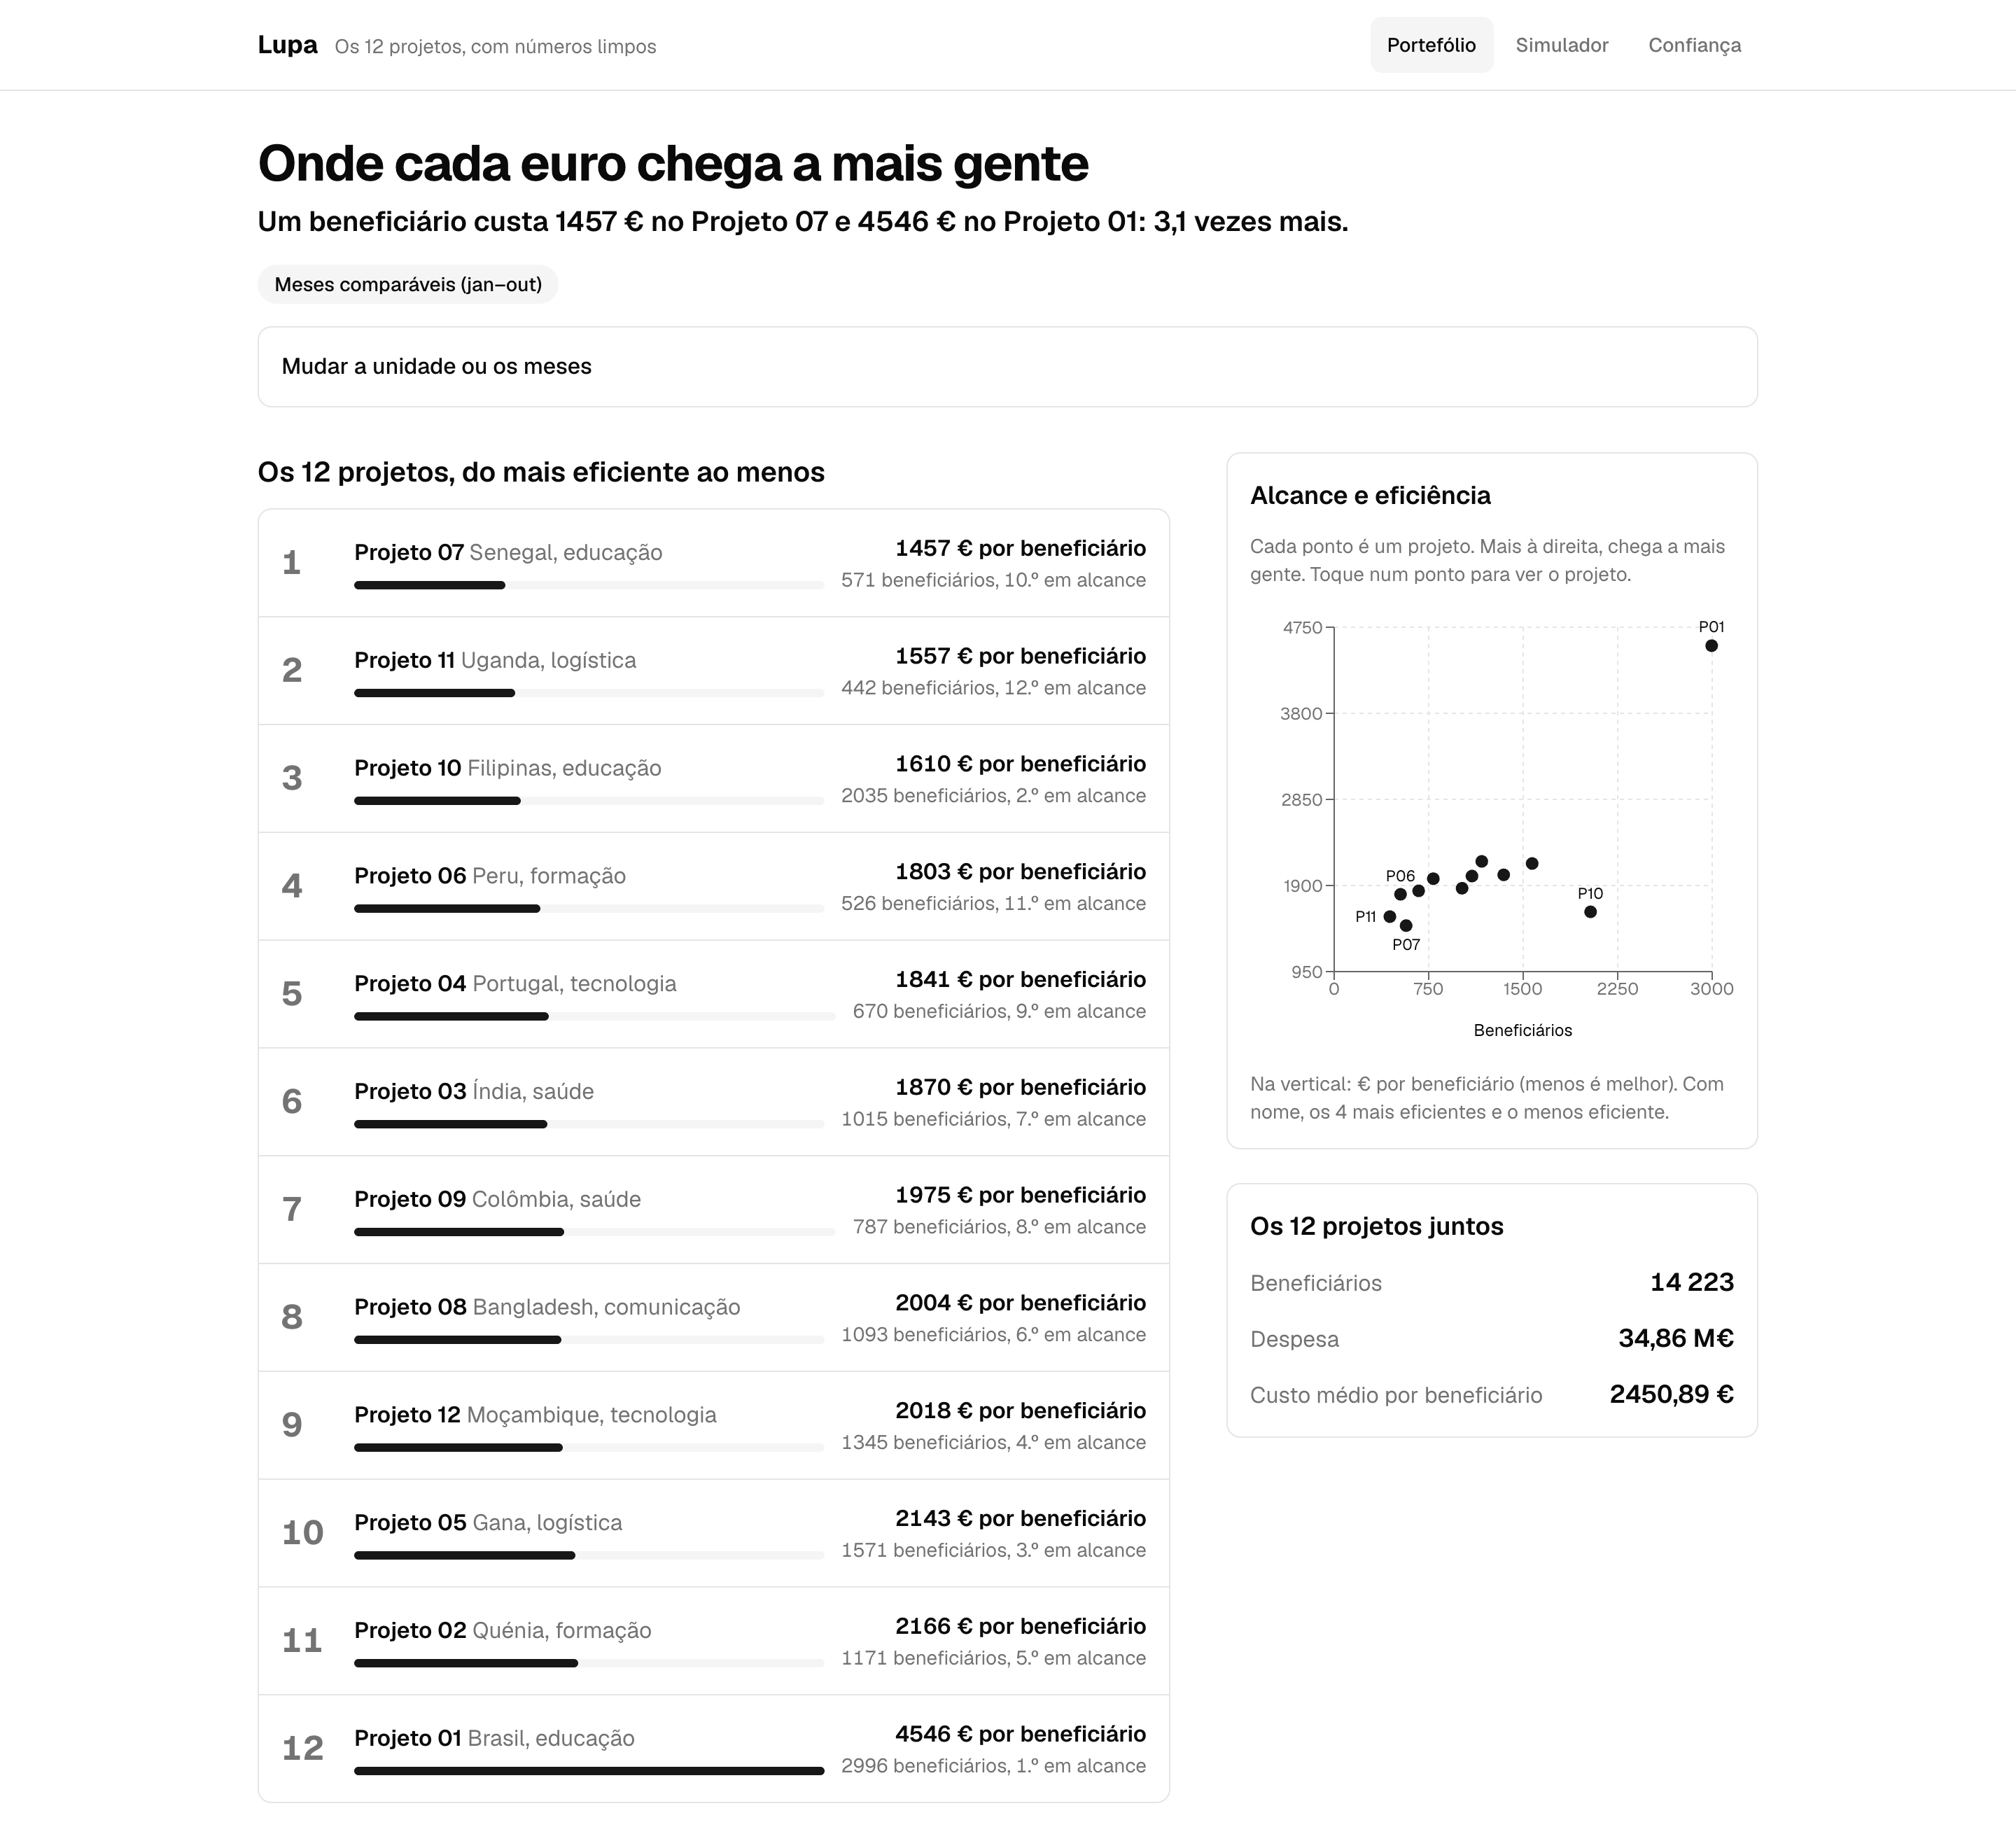 Lupa Os 12 projetos, com números limpos
Portefólio Simulador Confiança
Onde cada euro chega a mais gente
Um beneficiário custa 1457 € no Projeto 07 e 4546 € no Projeto 01: 3,1 vezes mais.
Meses comparáveis (jan–out)
Mudar a unidade ou os meses
Os 12 projetos, do mais eficiente ao menos
1
Projeto 07 Senegal, educação
1457 € por beneficiário
571 beneficiários, 10.º em alcance
2
Projeto 11 Uganda, logística
1557 € por beneficiário
442 beneficiários, 12.º em alcance
3
Projeto 10 Filipinas, educação
1610 € por beneficiário
2035 beneficiários, 2.º em alcance
4
Projeto 06 Peru, formação
1803 € por beneficiário
526 beneficiários, 11.º em alcance
5
Projeto 04 Portugal, tecnologia
1841 € por beneficiário
670 beneficiários, 9.º em alcance
6
Projeto 03 Índia, saúde
1870 € por beneficiário
1015 beneficiários, 7.º em alcance
7
Projeto 09 Colômbia, saúde
1975 € por beneficiário
787 beneficiários, 8.º em alcance
8
Projeto 08 Bangladesh, comunicação
2004 € por beneficiário
1093 beneficiários, 6.º em alcance
9
Projeto 12 Moçambique, tecnologia
2018 € por beneficiário
1345 beneficiários, 4.º em alcance
10
Projeto 05 Gana, logística
2143 € por beneficiário
1571 beneficiários, 3.º em alcance
11
Projeto 02 Quénia, formação
2166 € por beneficiário
1171 beneficiários, 5.º em alcance
12
Projeto 01 Brasil, educação
4546 € por beneficiário
2996 beneficiários, 1.º em alcance
Alcance e eficiência
Cada ponto é um projeto. Mais à direita, chega a mais
gente. Toque num ponto para ver o projeto.
4750
P01
3800
2850
P06
1900
P10
P11
P07
950
0 750 1500 2250 3000
Beneficiários
Na vertical: € por beneficiário (menos é melhor). Com
nome, os 4 mais eficientes e o menos eficiente.
Os 12 projetos juntos
Beneficiários 14 223
Despesa 34,86 M€
Custo médio por beneficiário 2450,89 €